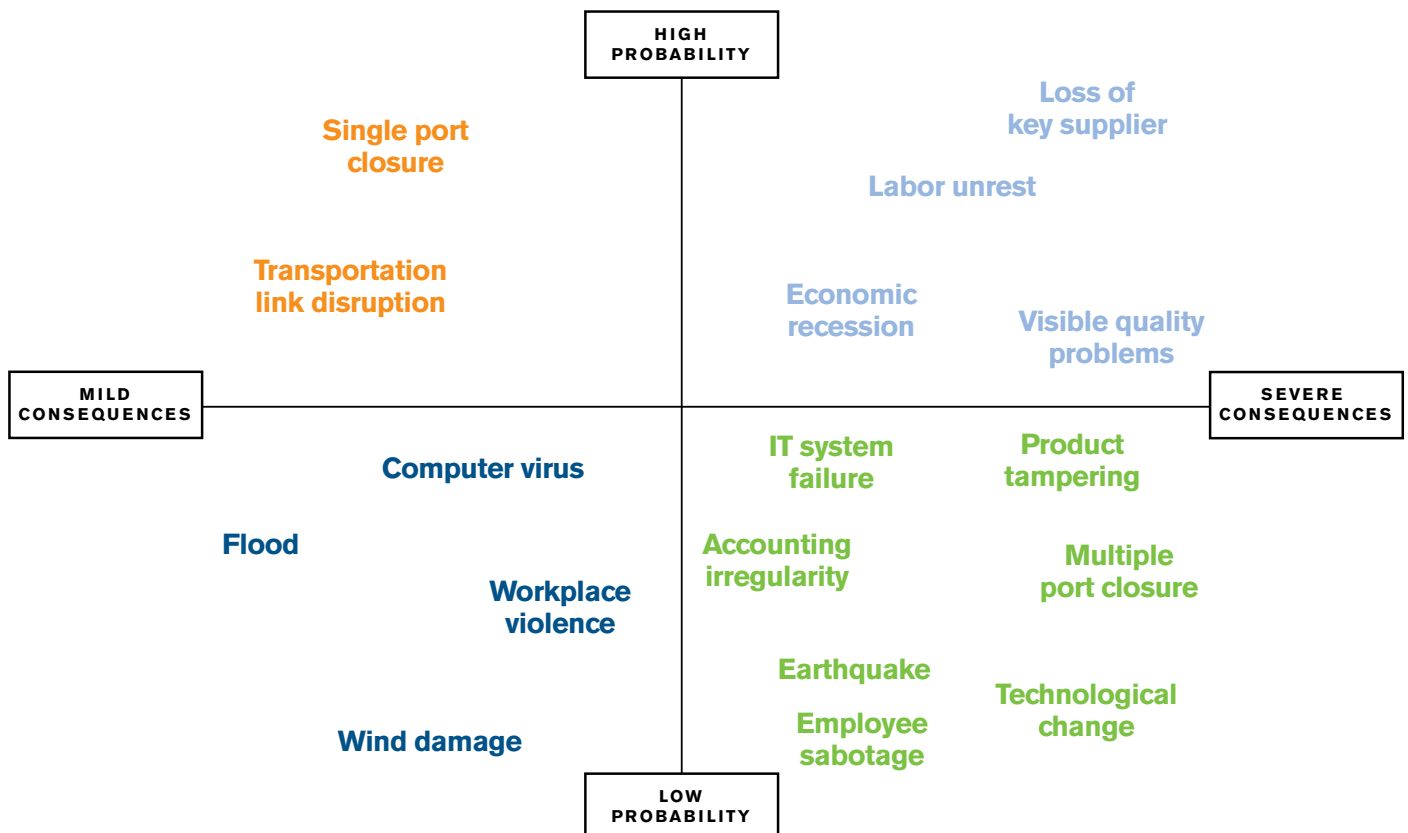 HIGH
PROBABILITY
Single port
closure
Transportation
link disruption
Loss of
key supplier
Labor unrest
Economic
recession
Visible quality
problems
MILD
CONSEQUENCES
SEVERE
CONSEQUENCES
Computer virus
Flood
Workplace
violence
Wind damage
IT system
failure
Product
tampering
Accounting
irregularity
Multiple
port closure
Earthquake
Technological
change
Employee
sabotage
LOW
PROBABILITY